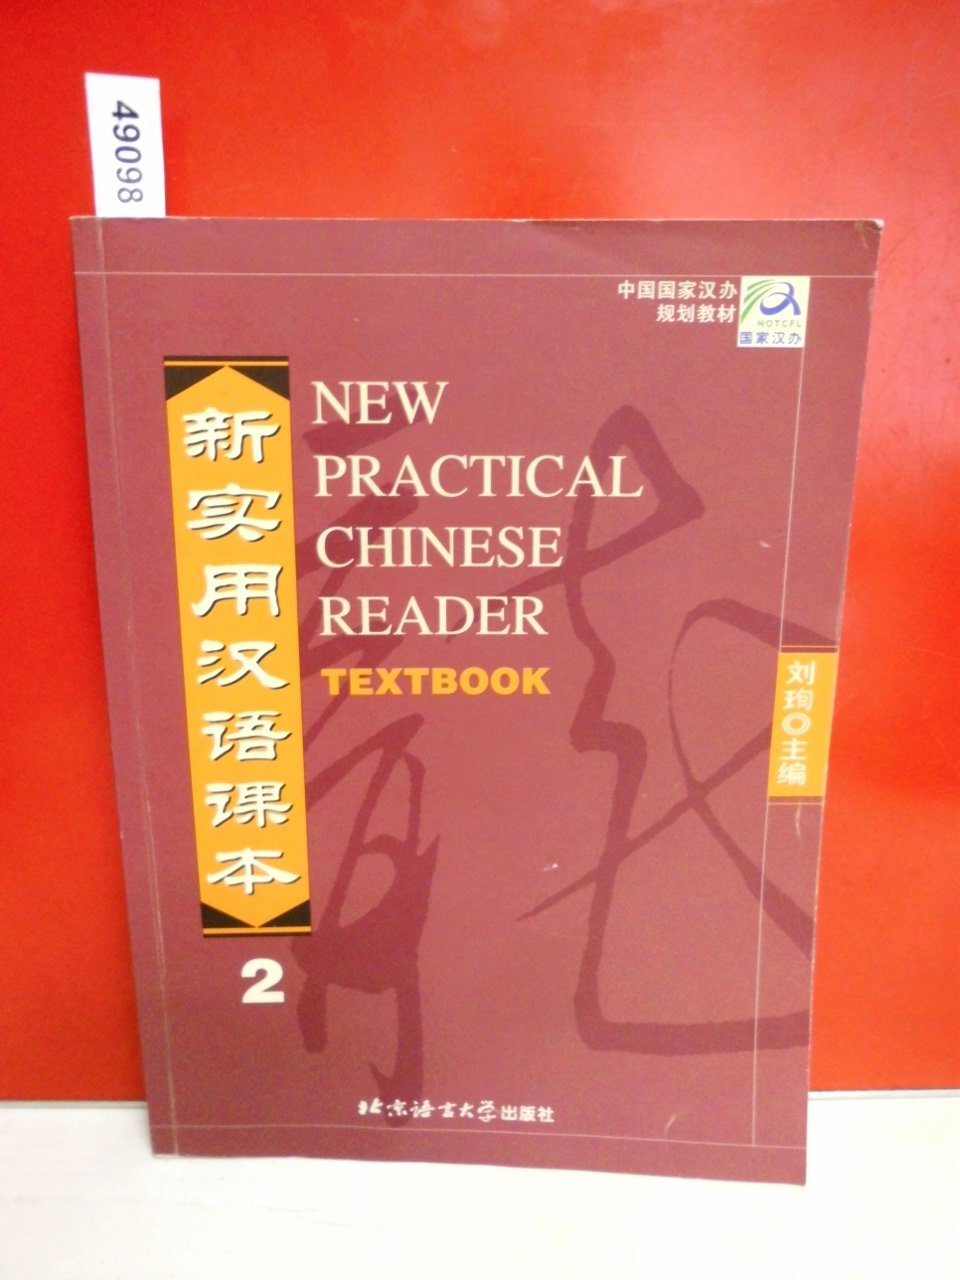 49098
中国国家汉办
规划教材
NOTCFL
国家汉办
新实用汉语课本
2
NEW
PRACTICAL
CHINESE
READER
TEXTBOOK
刘珣◎主编
北京语言大学出版社